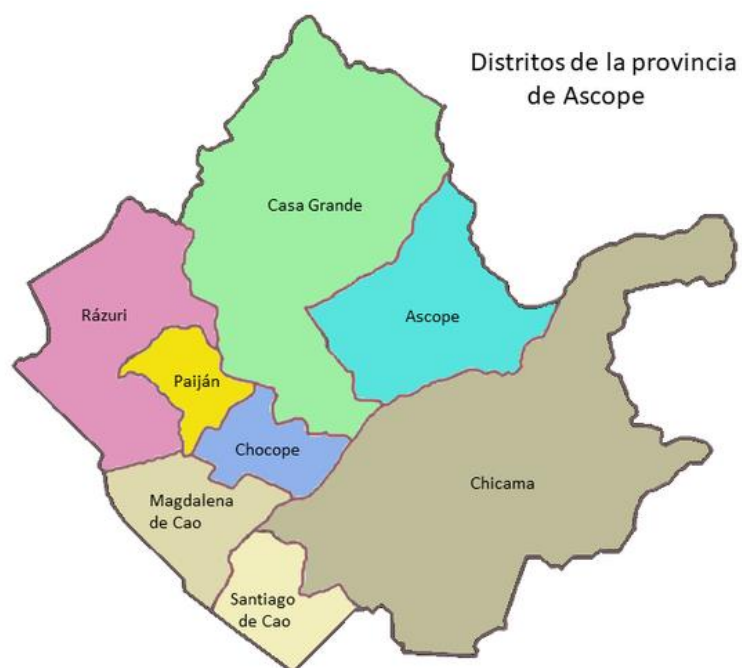 Distritos de la provincia
de Ascope
Casa Grande
Rázuri
Ascope
Paiján
Chocope
Chicama
Magdalena
de Cao
Santiago
de Cao